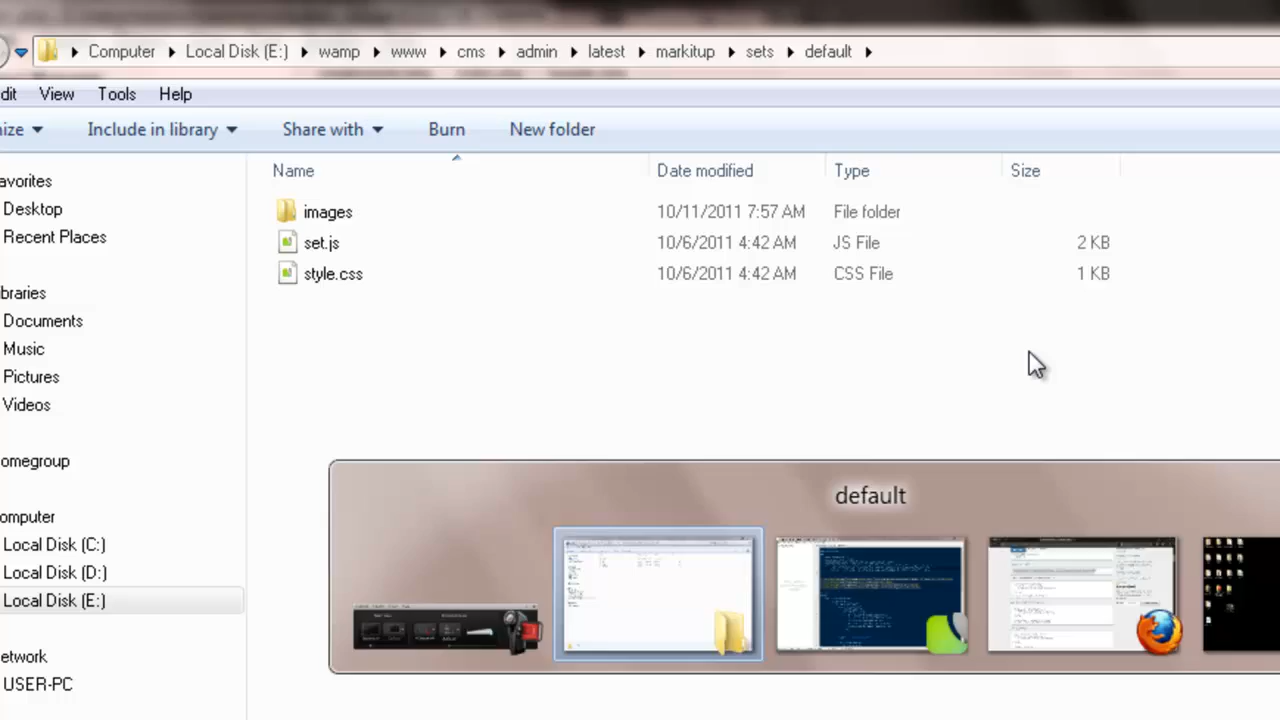 Computer Local Disk (E:) wamp www cms admin latest markitup sets default
dit View Tools Help
ize Include in library Share with Burn New folder
Name Date modified Type Size
avorites
Desktop
Recent Places
ibraries
Documents
Music
Pictures
Videos
omegroup
omputer
Local Disk (C:)
Local Disk (D:)
Local Disk (E:)
etwork
USER-PC
images 10/11/2011 7:57 AM File folder
set.js 10/6/2011 4:42 AM JS File 2 KB
style.css 10/6/2011 4:42 AM CSS File 1 KB
default